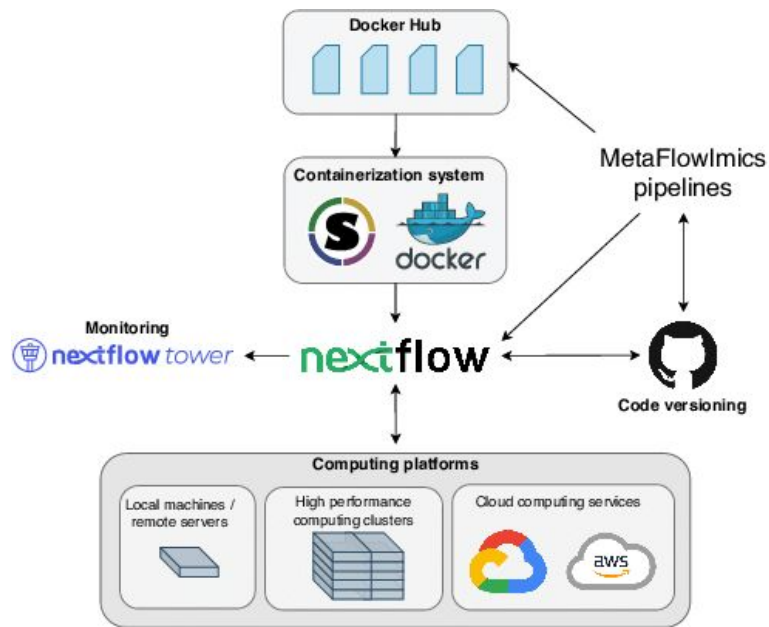 Docker Hub
Containerization system
S
docker
MetaFlowImics
pipelines
Monitoring
nextflow tower
nextflow
Code versioning
Computing platforms
Local machines /
remote servers
High performance
computing clusters
Cloud computing services
aws